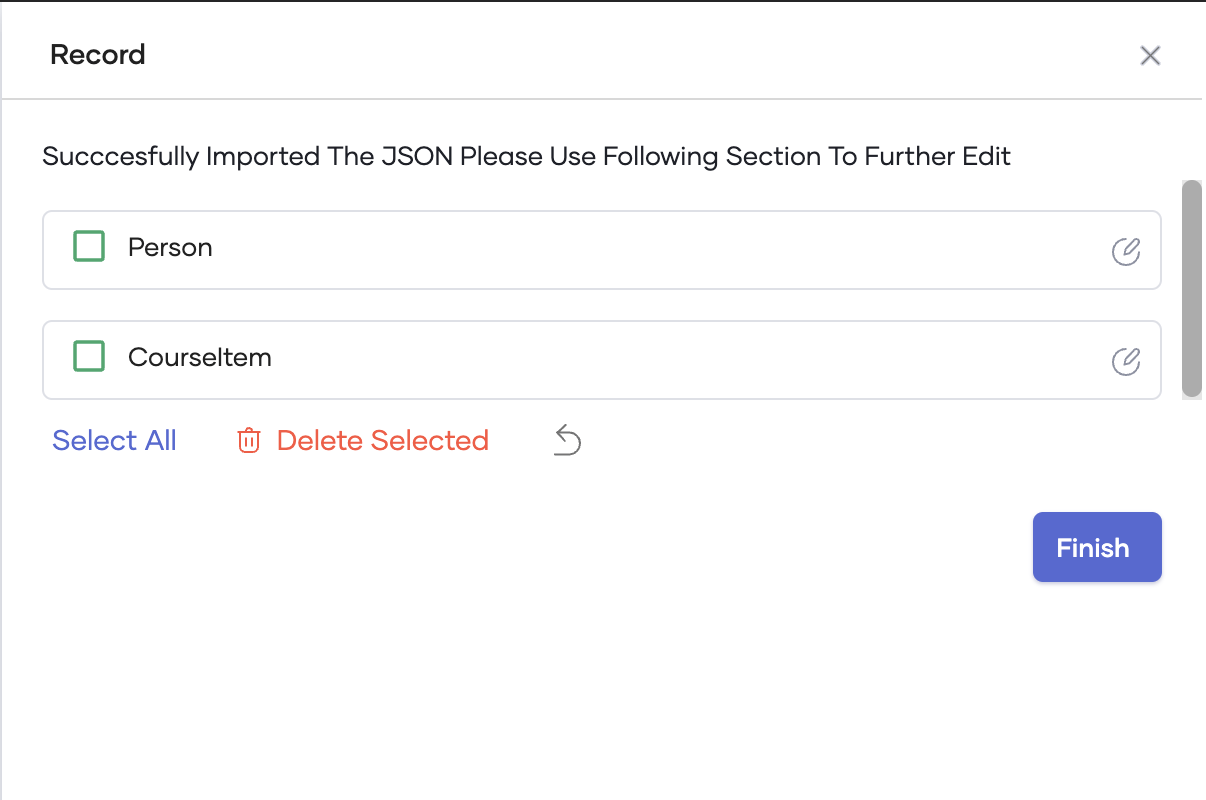 Record
Succcesfully Imported The JSON Please Use Following Section To Further Edit
Person
CourseItem
Select All Delete Selected
Finish